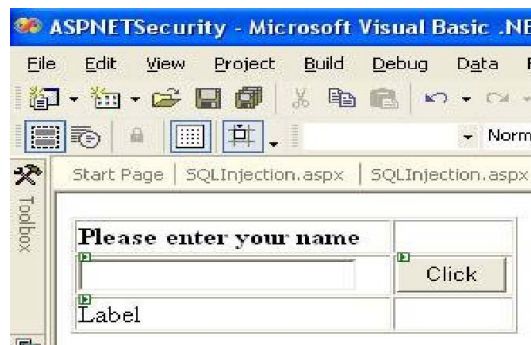 ASPNETSecurity - Microsoft Visual Basic .NE
File Edit View Project Build Debug Data
Norm
Start Page | SQLInjection.aspx | SQLInjection.aspx
Toolbox
Please enter your name
Click
Label